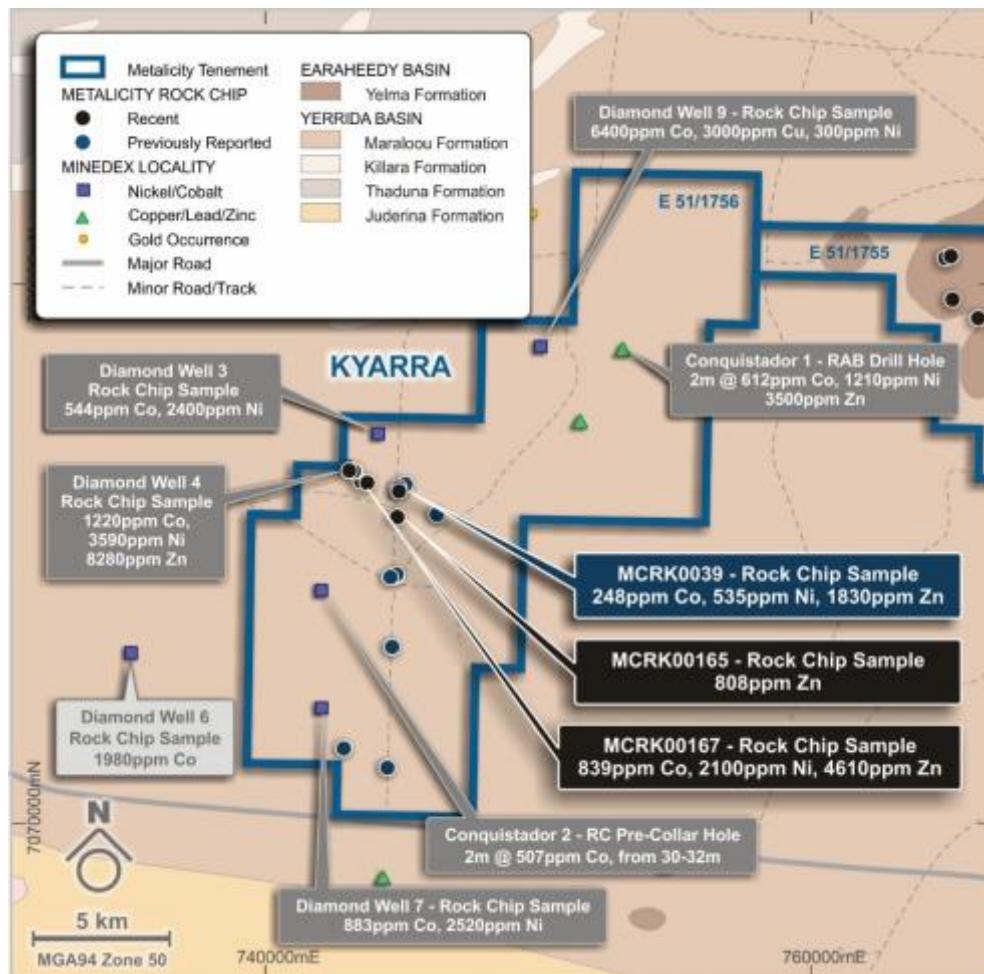 Metalicity Tenement
METALICITY ROCK CHIP
Recent
Previously Reported
MINEDEX LOCALITY
Nickel/Cobalt
Copper/Lead/Zinc
Gold Occurrence
Major Road
Minor Road/Track
EARAHEEDY BASIN
Yelma Formation
YERRIDA BASIN
Maraloou Formation
Killara Formation
Thaduna Formation
Juderina Formation
Diamond Well 9 - Rock Chip Sample
6400ppm Co, 3000ppm Cu, 300ppm Ni
E 51/1756
E 51/1755
KYARRA
Diamond Well 3
Rock Chip Sample
544ppm Co, 2400ppm Ni
Conquistador 1 - RAB Drill Hole
2m @ 612ppm Co, 1210ppm Ni
3500ppm Zn
Diamond Well 4
Rock Chip Sample
1220ppm Co,
3590ppm Ni
8280ppm Zn
MCRK0039 - Rock Chip Sample
248ppm Co, 535ppm Ni, 1830ppm Zn
MCRK00165 - Rock Chip Sample
808ppm Zn
Diamond Well 6
Rock Chip Sample
1980ppm Co
MCRK00167 - Rock Chip Sample
839ppm Co, 2100ppm Ni, 4610ppm Zn
7070000mN
N
Conquistador 2 - RC Pre-Collar Hole
2m @ 507ppm Co, from 30-32m
Diamond Well 7 - Rock Chip Sample
883ppm Co, 2520ppm Ni
5 km
MGA94 Zone 50
740000mE
760000mE